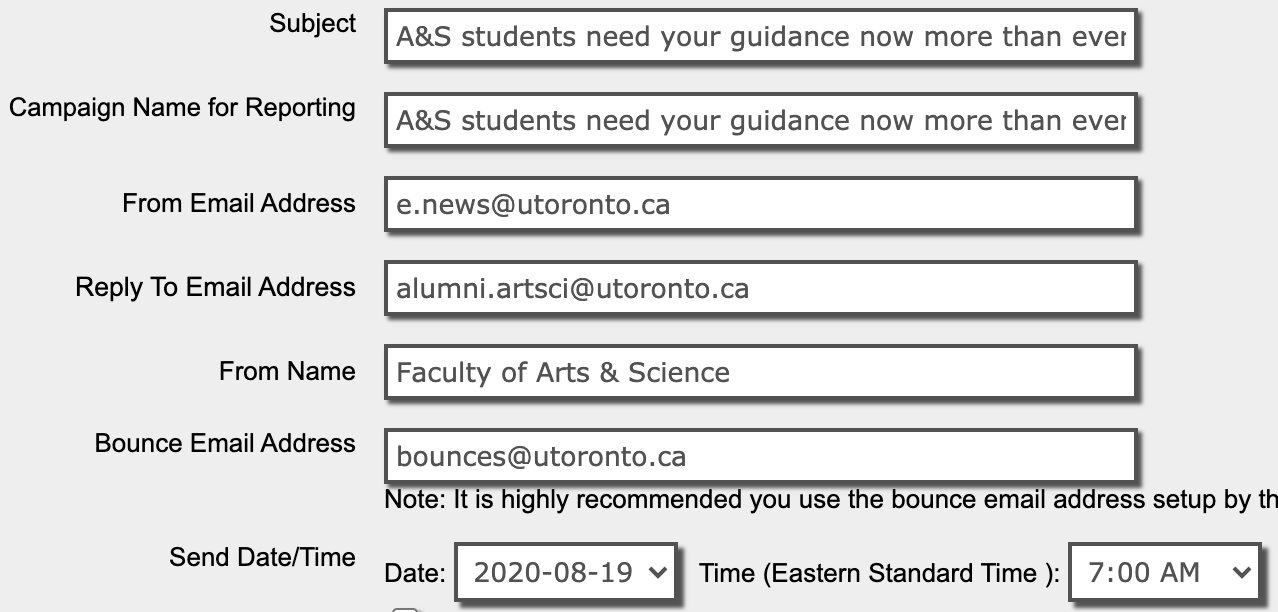 Subject A&S students need your guidance now more than ever
Campaign Name for Reporting A&S students need your guidance now more than ever
From Email Address e.news@utoronto.ca
Reply To Email Address alumni.artsci@utoronto.ca
From Name Faculty of Arts & Science
Bounce Email Address bounces@utoronto.ca
Note: It is highly recommended you use the bounce email address setup by th
Send Date/Time Date: 2020-08-19 Time (Eastern Standard Time ): 7:00 AM